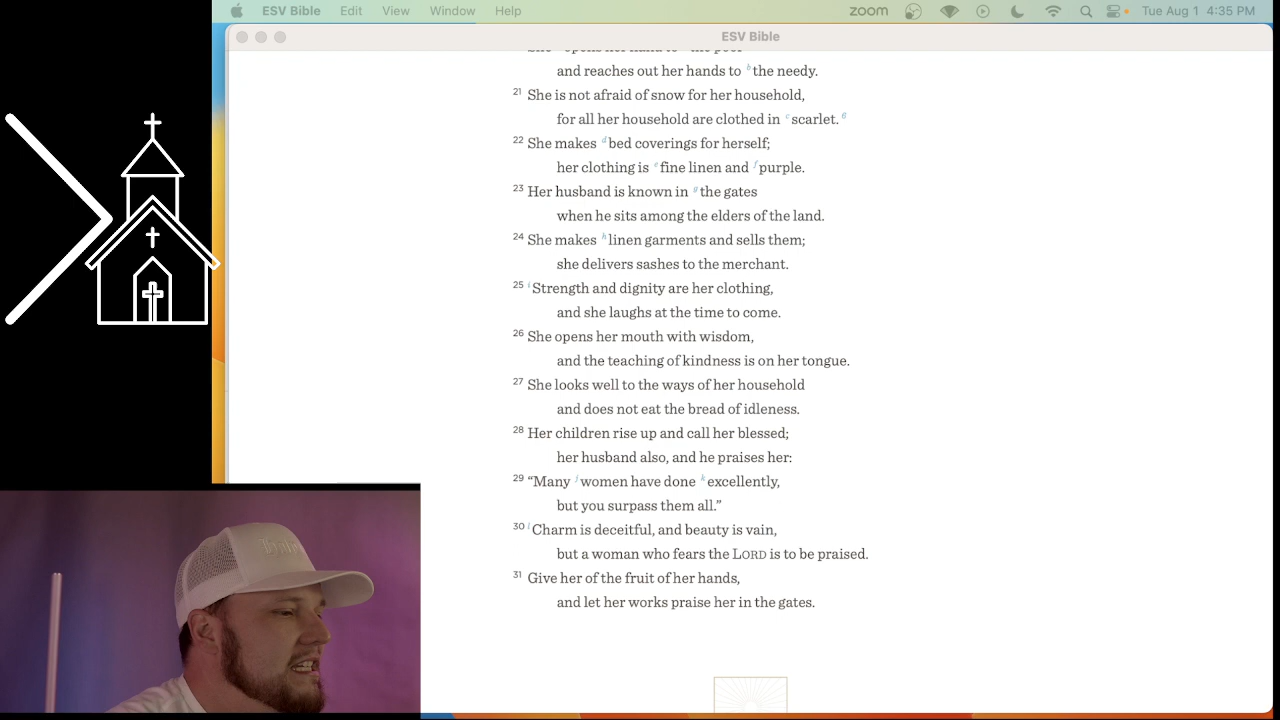 ESV Bible Edit View Window Help zoom Tue Aug 1 4:35 PM
ESV Bible
She opens her hand to the poor
and reaches out her hands to h the needy.
21 She is not afraid of snow for her household,
for all her household are clothed in c scarlet. g
22 She makes d bed coverings for herself;
her clothing is e fine linen and f purple.
23 Her husband is known in g the gates
when he sits among the elders of the land.
24 She makes h linen garments and sells them;
she delivers sashes to the merchant.
25 i Strength and dignity are her clothing,
and she laughs at the time to come.
26 She opens her mouth with wisdom,
and the teaching of kindness is on her tongue.
27 She looks well to the ways of her household
and does not eat the bread of idleness.
28 Her children rise up and call her blessed;
her husband also, and he praises her:
29 “Many j women have done k excellently,
but you surpass them all.”
30 l Charm is deceitful, and beauty is vain,
but a woman who fears the LORD is to be praised.
31 Give her of the fruit of her hands,
and let her works praise her in the gates.